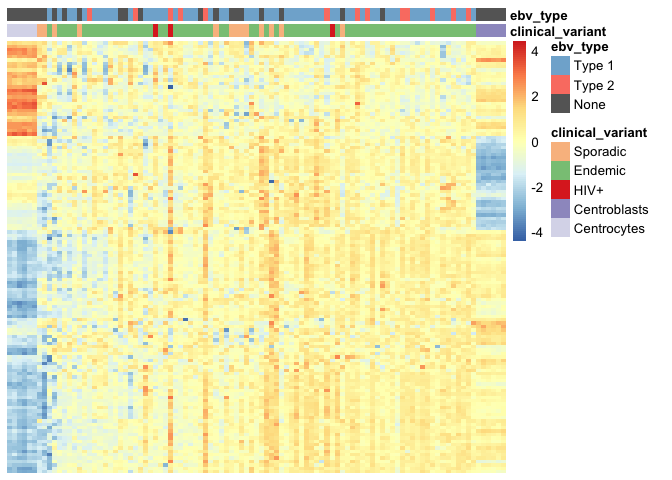 ebv_type
clinical_variant
4
2
0
-2
-4
ebv_type
Type 1
Type 2
None
clinical_variant
Sporadic
Endemic
HIV+
Centroblasts
Centrocytes